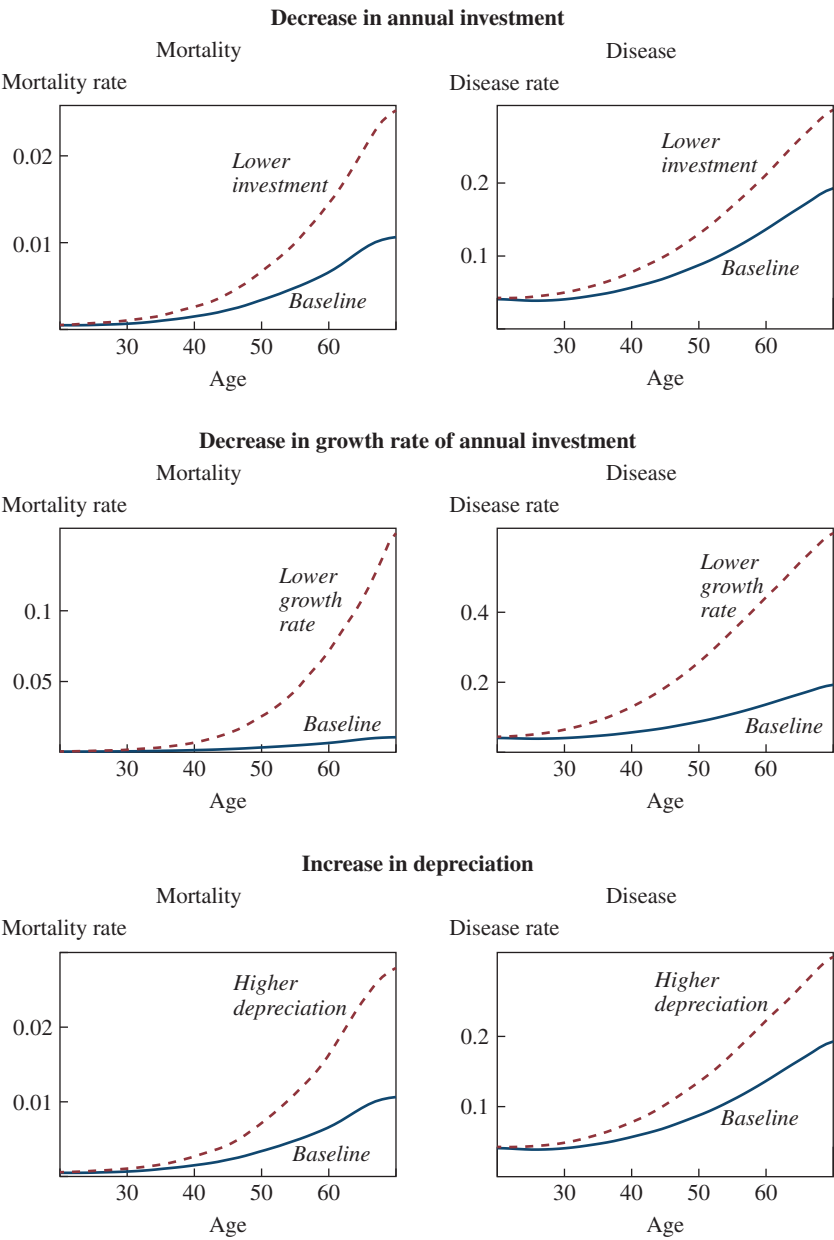 Decrease in annual investment
Mortality
Mortality rate
0.02
0.01
Lower
investment
Baseline
30 40 50 60
Age
Disease
Disease rate
0.2
0.1
Lower
investment
Baseline
30 40 50 60
Age
Decrease in growth rate of annual investment
Mortality
Mortality rate
0.1
0.05
Lower
growth
rate
Baseline
30 40 50 60
Age
Disease
Disease rate
0.4
0.2
Lower
growth
rate
Baseline
30 40 50 60
Age
Increase in depreciation
Mortality
Mortality rate
0.02
0.01
Higher
depreciation
Baseline
30 40 50 60
Age
Disease
Disease rate
0.2
0.1
Higher
depreciation
Baseline
30 40 50 60
Age